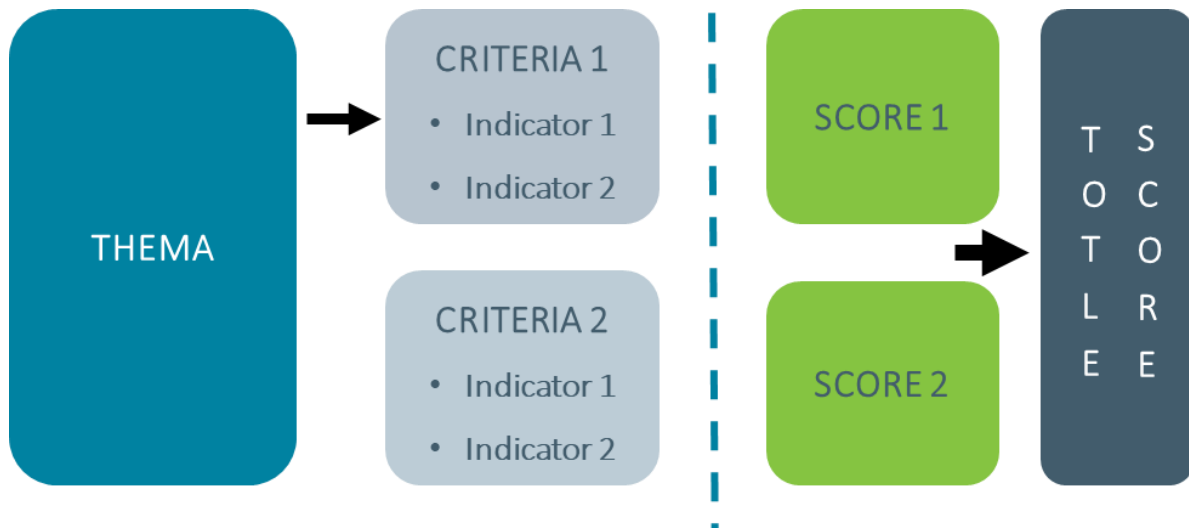 THEMA
CRITERIA 1
• Indicator 1
• Indicator 2
CRITERIA 2
• Indicator 1
• Indicator 2
SCORE 1
SCORE 2
TOTLE
SCORE